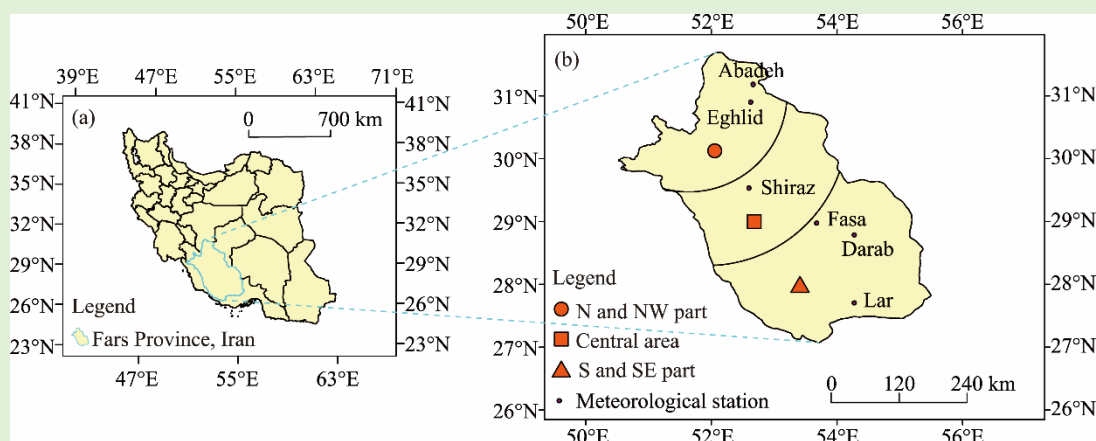 39°E 47°E 55°E 63°E 71°E
(a)
0 700 km
41°N 41°N
38°N 38°N
35°N 35°N
32°N 32°N
29°N 29°N
26°N 26°N
23°N 23°N
Legend
Fars Province, Iran
47°E 55°E 63°E
50°E 52°E 54°E 56°E
(b)
Abadeh
31°N 31°N
Eghlid
30°N 30°N
Shiraz
29°N 29°N
Fasa
Darab
28°N 28°N
Lar
27°N 27°N
26°N 26°N
Legend
N and NW part
Central area
S and SE part
Meteorological station
0 120 240 km
50°E 52°E 54°E 56°E